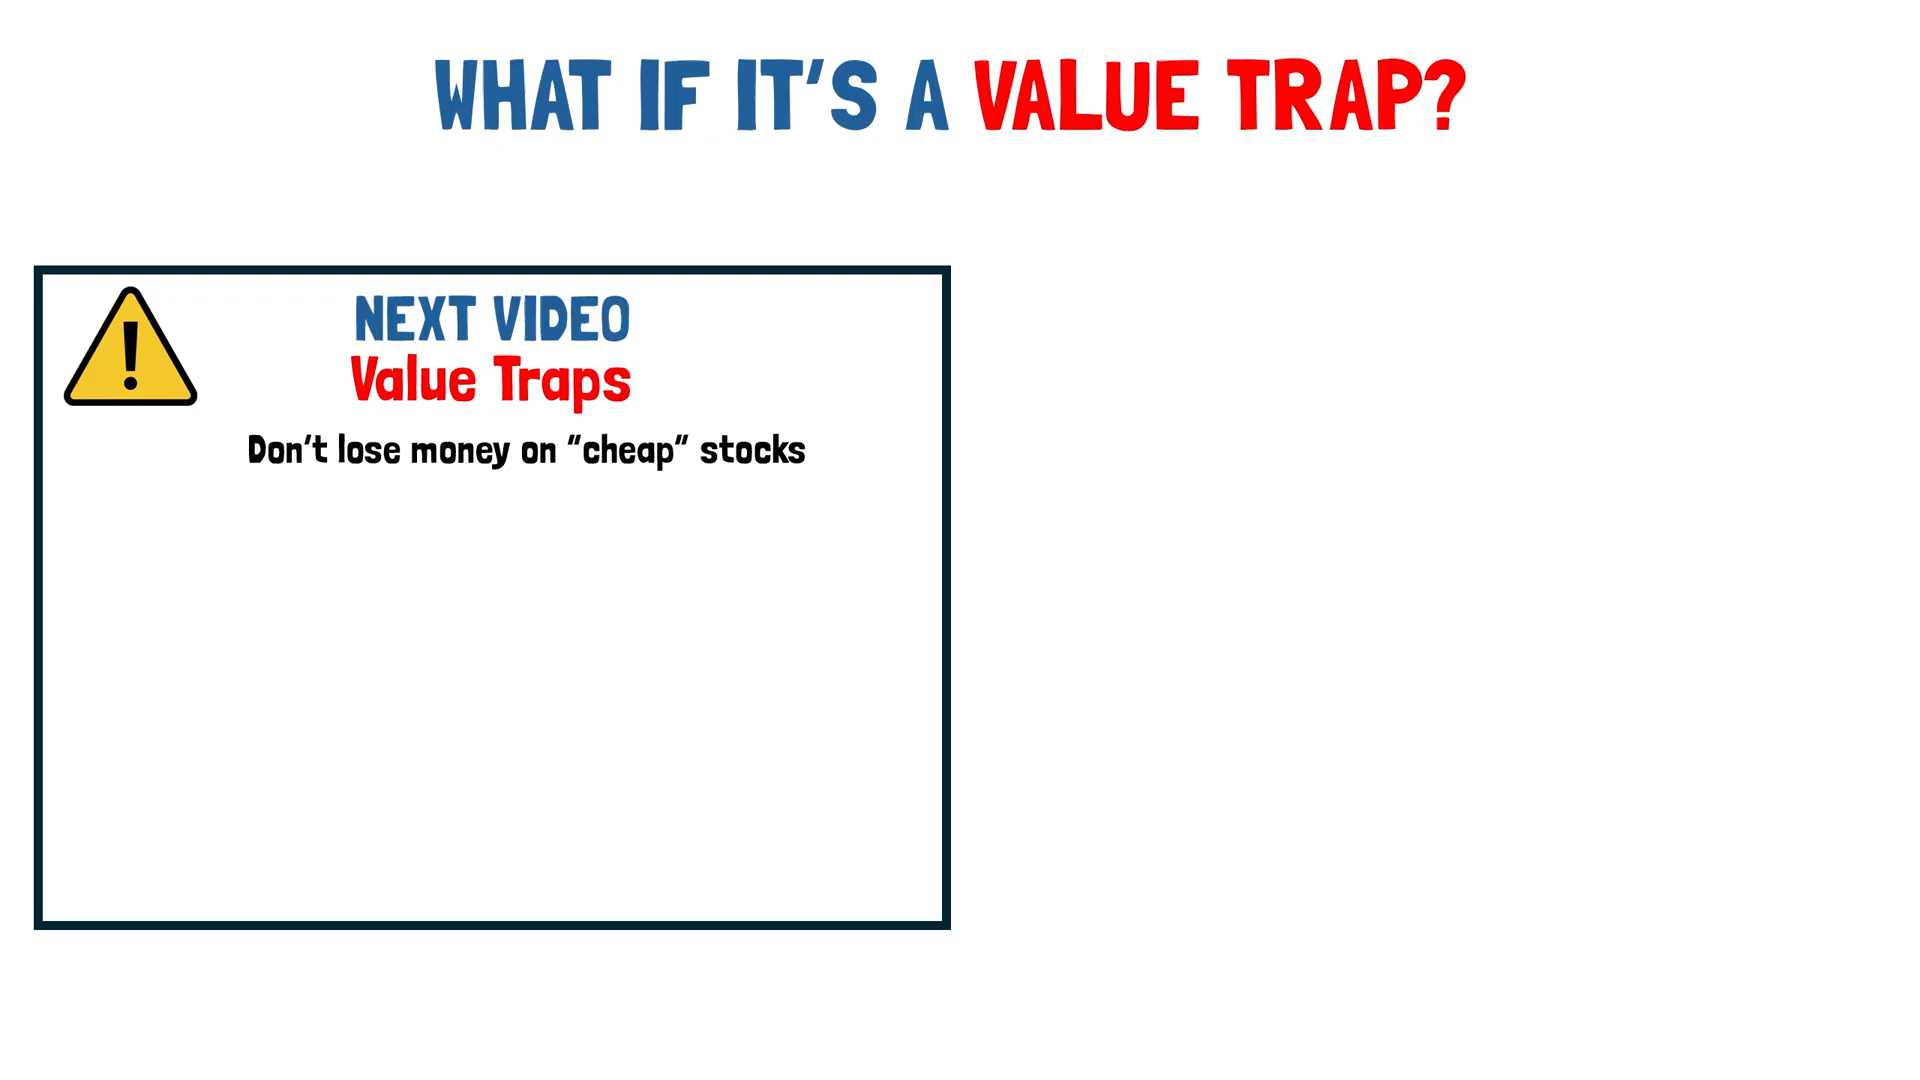 WHAT IF IT'S A VALUE TRAP?
NEXT VIDEO
Value Traps
Don't lose money on "cheap" stocks